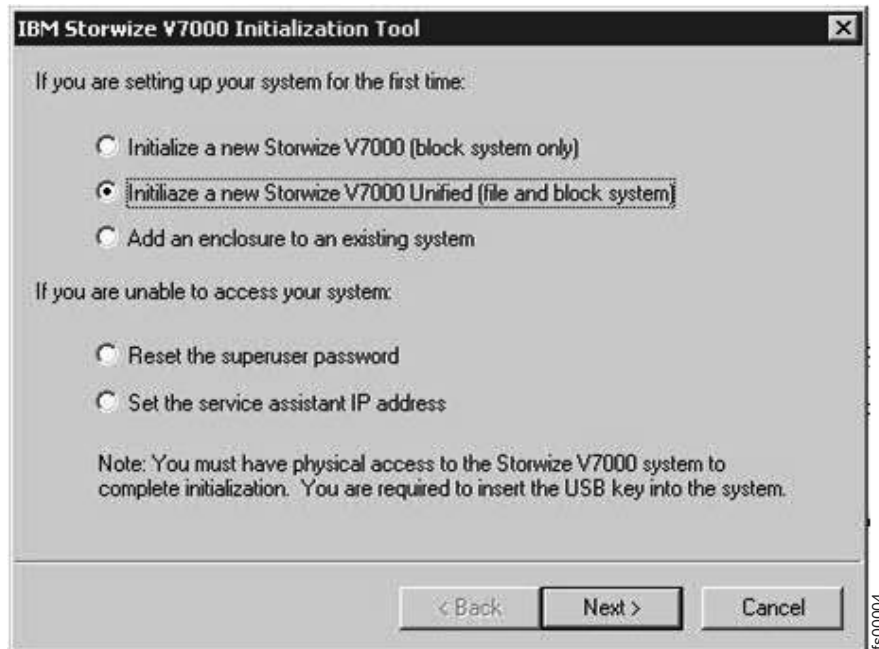 IBM Storwize V7000 Initialization Tool
If you are setting up your system for the first time:
Initialize a new Storwize V7000 (block system only)
Initiliaze a new Storwize V7000 Unified (file and block system)
Add an enclosure to an existing system
If you are unable to access your system:
Reset the superuser password
Set the service assistant IP address
Note: You must have physical access to the Storwize V7000 system to
complete initialization. You are required to insert the USB key into the system.
< Back
Next >
Cancel
fs00004